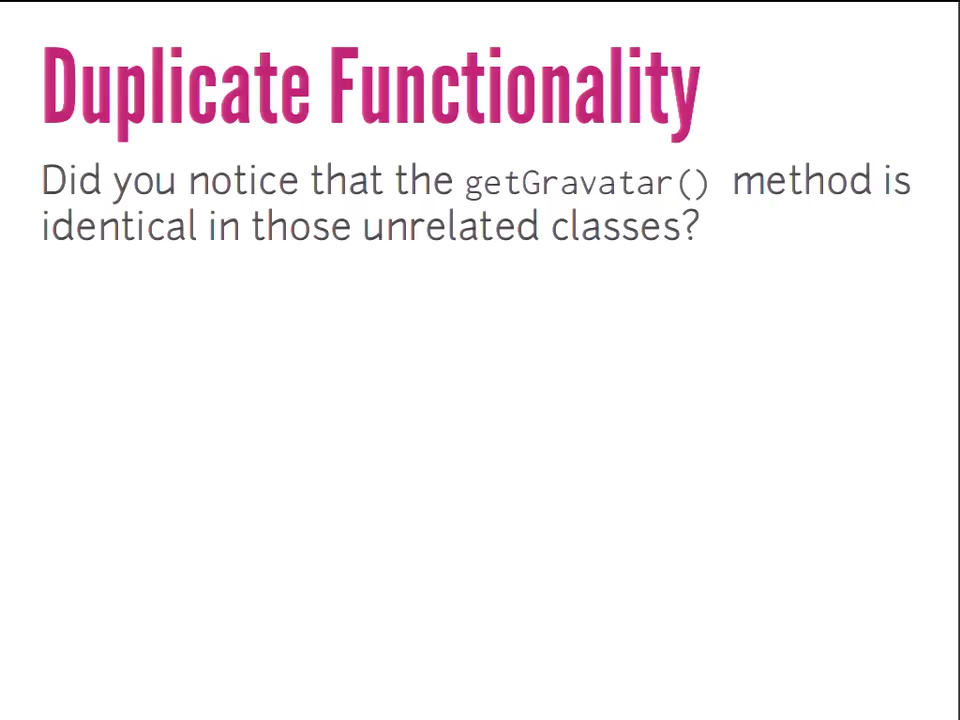 Duplicate Functionality
Did you notice that the getGravatar() method is
identical in those unrelated classes?